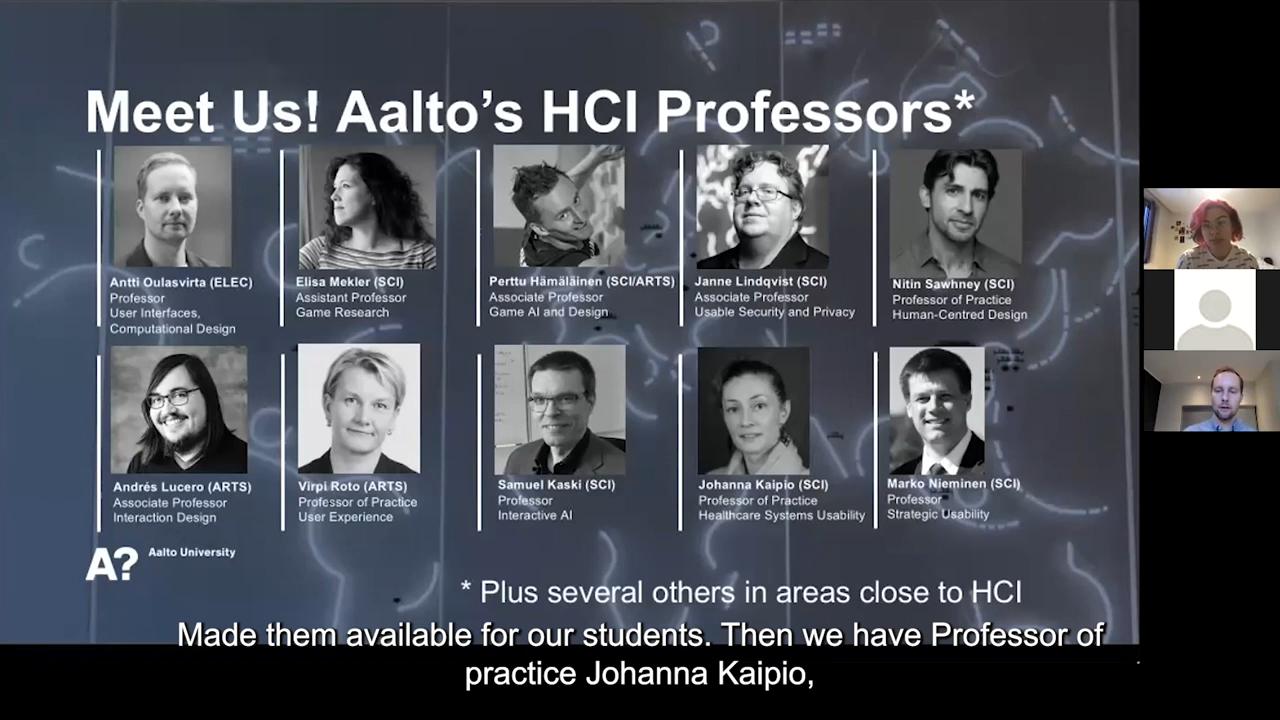 Meet Us! Aalto's HCI Professors*
Antti Oulasvirta (ELEC)
Professor
User Interfaces,
Computational Design
Elisa Mekler (SCI)
Assistant Professor
Game Research
Perttu Hämäläinen (SCI/ARTS)
Associate Professor
Game AI and Design
Janne Lindqvist (SCI)
Associate Professor
Usable Security and Privacy
Nitin Sawhney (SCI)
Professor of Practice
Human-Centred Design
Andrés Lucero (ARTS)
Associate Professor
Interaction Design
Virpi Roto (ARTS)
Professor of Practice
User Experience
Samuel Kaski (SCI)
Professor
Interactive AI
Johanna Kaipio (SCI)
Professor of Practice
Healthcare Systems Usability
Marko Nieminen (SCI)
Professor
Strategic Usability
A? Aalto University
* Plus several others in areas close to HCI
Made them available for our students. Then we have Professor of
practice Johanna Kaipio,